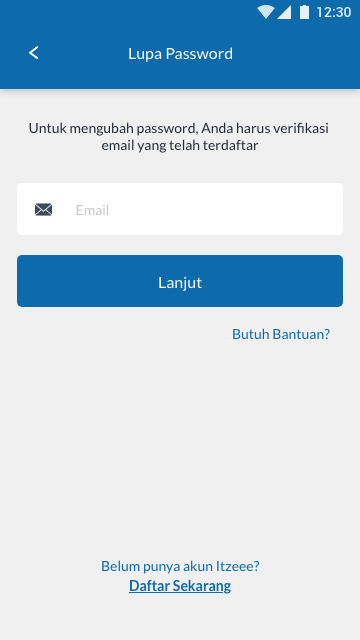 12:30
Lupa Password
Untuk mengubah password, Anda harus verifikasi
email yang telah terdaftar
Email
Lanjut
Butuh Bantuan?
Belum punya akun Itzeee?
Daftar Sekarang